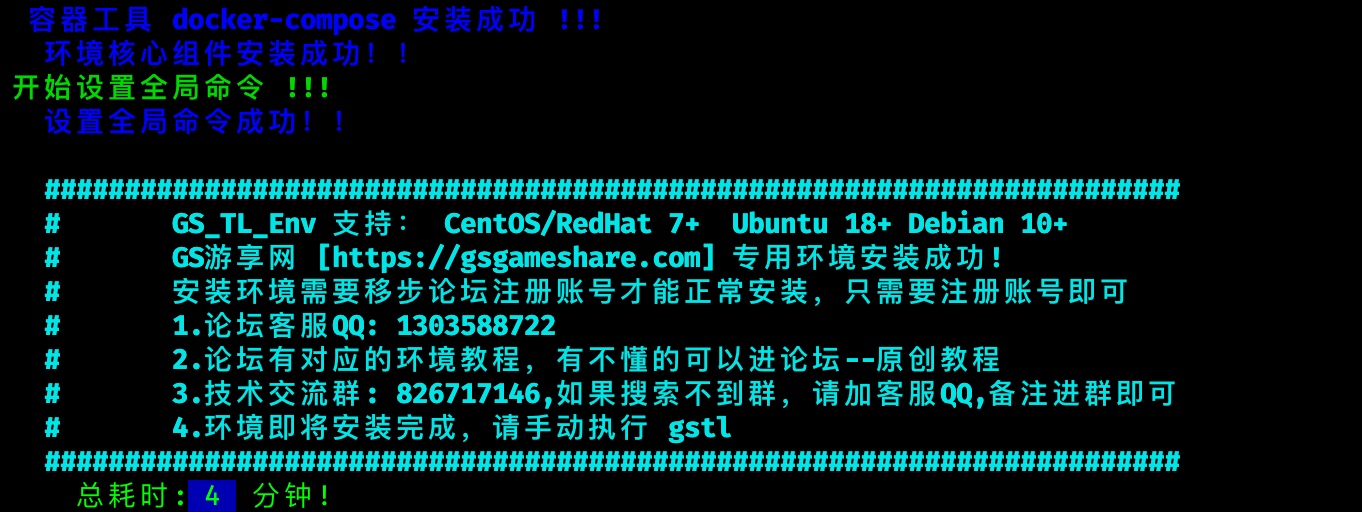 容器工具 docker-compose 安装成功 !!!
环境核心组件安装成功！！
开始设置全局命令 !!!
设置全局命令成功！！
#######################################################################
# GS_TL_Env 支持： CentOS/RedHat 7+ Ubuntu 18+ Debian 10+
# GS游享网 [https://gsgameshare.com] 专用环境安装成功!
# 安装环境需要移步论坛注册账号才能正常安装，只需要注册账号即可
# 1.论坛客服QQ: 1303588722
# 2.论坛有对应的环境教程，有不懂的可以进论坛--原创教程
# 3.技术交流群: 826717146,如果搜索不到群，请加客服QQ,备注进群即可
# 4.环境即将安装完成，请手动执行 gstl
#######################################################################
总耗时: 4 分钟!